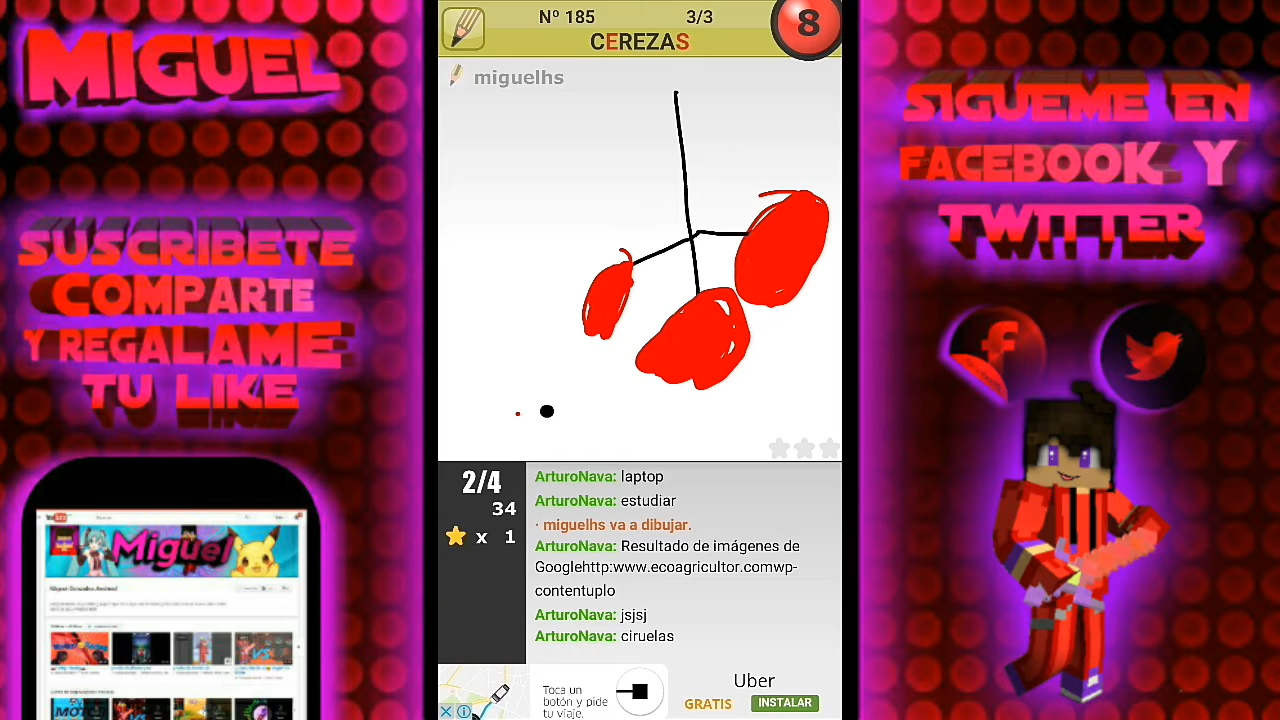 MIGUEL
SUSCRIBETE
COMPARTE
Y REGALAME
TU LIKE
Miguel
Nº 185
3/3
8
CEREZAS
miguelhs
2/4
34
x 1
ArturoNava: laptop
ArturoNava: estudiar
· miguelhs va a dibujar.
ArturoNava: Resultado de imágenes de
Googlehttp:www.ecoagricultor.comwp-
contentuplo
ArturoNava: jsjsj
ArturoNava: ciruelas
Toca un
botón y pide
tu viaje.
Uber
GRATIS
INSTALAR
SIGUEME EN
FACEBOOK Y
TWITTER